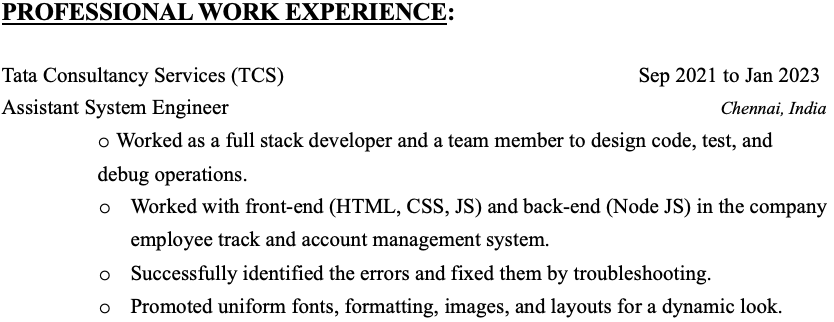 PROFESSIONAL WORK EXPERIENCE:
Tata Consultancy Services (TCS) Sep 2021 to Jan 2023
Assistant System Engineer Chennai, India
o Worked as a full stack developer and a team member to design code, test, and
debug operations.
o Worked with front-end (HTML, CSS, JS) and back-end (Node JS) in the company
employee track and account management system.
o Successfully identified the errors and fixed them by troubleshooting.
o Promoted uniform fonts, formatting, images, and layouts for a dynamic look.